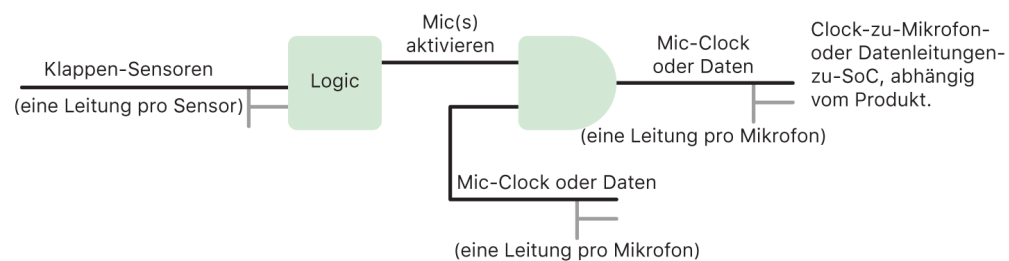 Klappen-Sensoren
(eine Leitung pro Sensor)
Logic
Mic(s)
aktivieren
Mic-Clock
oder Daten
(eine Leitung pro Mikrofon)
Clock-zu-Mikrofon-
oder Datenleitungen-
zu-SoC, abhängig
vom Produkt.
Mic-Clock oder Daten
(eine Leitung pro Mikrofon)